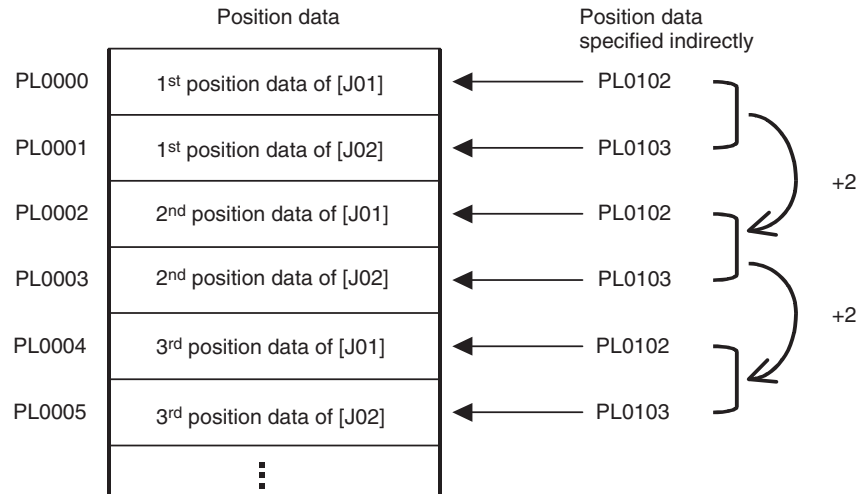 Position data
Position data
specified indirectly
PL0000 1st position data of [J01] PL0102
PL0001 1st position data of [J02] PL0103
+2
PL0002 2nd position data of [J01] PL0102
PL0003 2nd position data of [J02] PL0103
+2
PL0004 3rd position data of [J01] PL0102
PL0005 3rd position data of [J02] PL0103